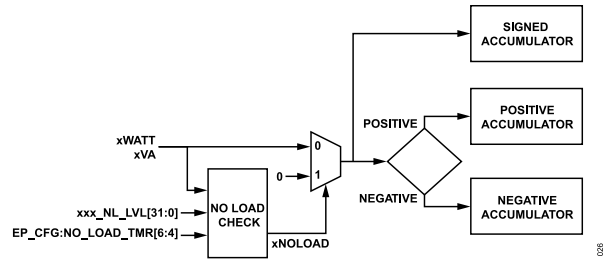 SIGNED
ACCUMULATOR
POSITIVE
ACCUMULATOR
POSITIVE
xWATT
xVA
0
0
1
NO LOAD
CHECK
NEGATIVE
NEGATIVE
ACCUMULATOR
xxx_NL_LVL[31:0]
EP_CFG:NO_LOAD_TMR[6:4]
xNOLOAD
026